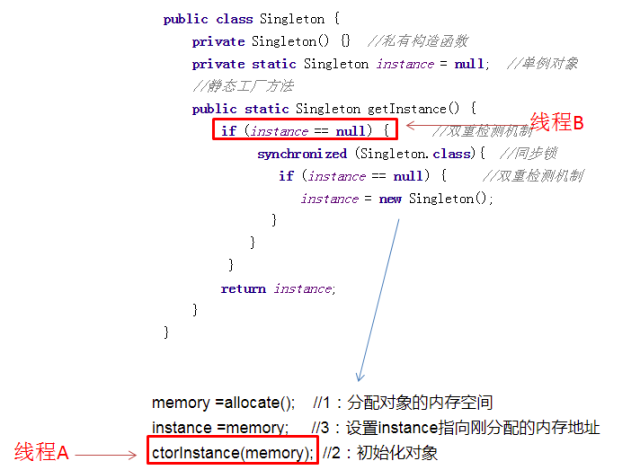 public class Singleton {
private Singleton() {} //私有构造函数
private static Singleton instance = null; //单例对象
//静态工厂方法
public static Singleton getInstance() {
if (instance == null) { //双重检测机制
线程B
synchronized (Singleton.class){ //同步锁
if (instance == null) { //双重检测机制
instance = new Singleton();
}
}
}
return instance;
}
}
memory =allocate(); //1：分配对象的内存空间
instance =memory; //3：设置instance指向刚分配的内存地址
线程A
ctorInstance(memory); //2：初始化对象